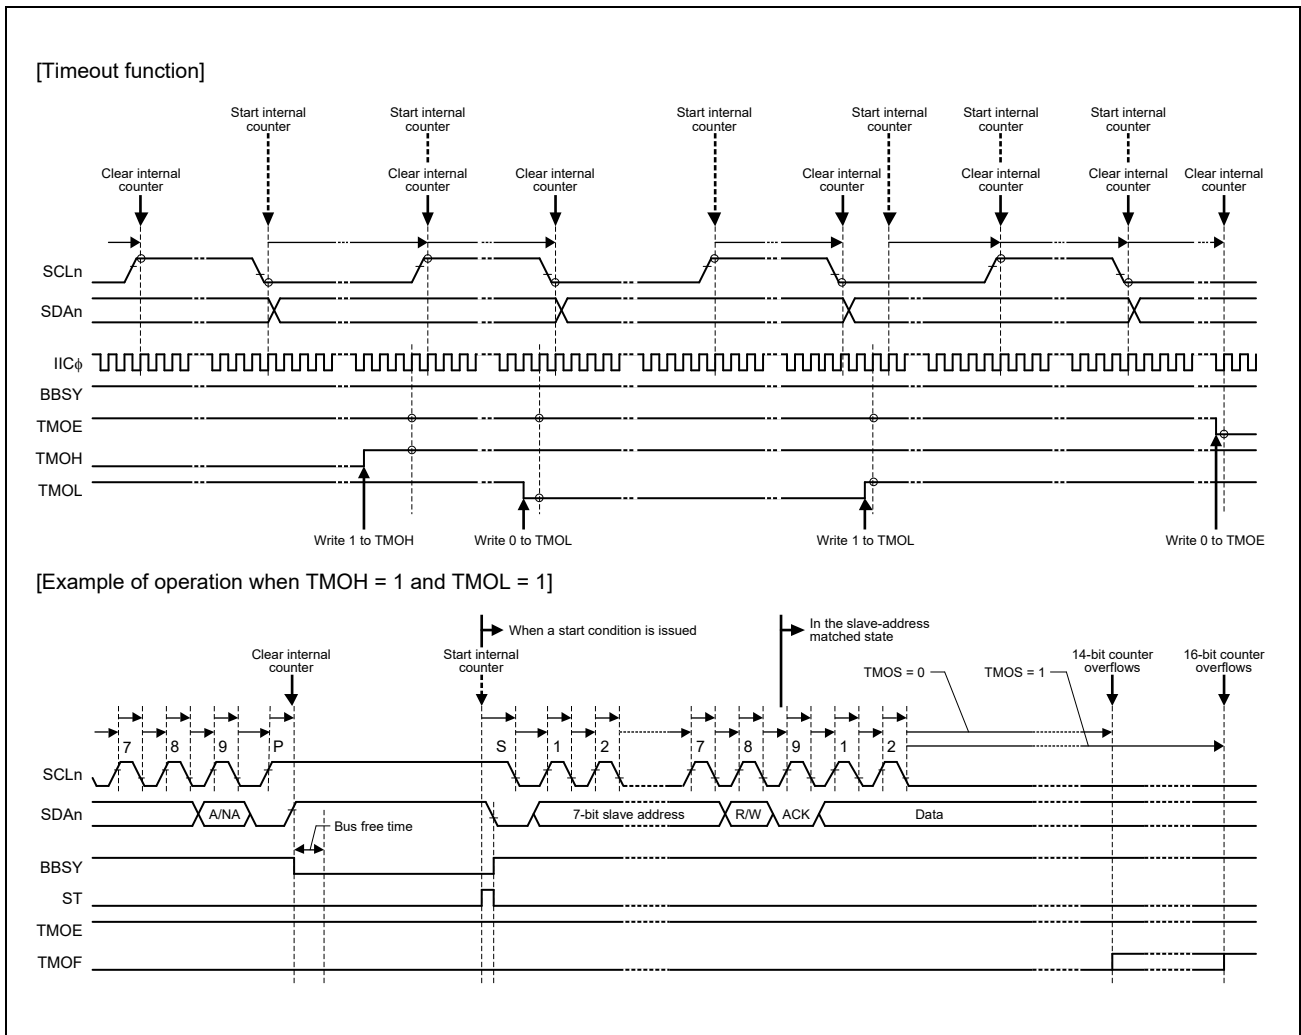 [Timeout function]
Start internal
counter
Start internal
counter
Start internal
counter
Start internal
counter
Start internal
counter
Start internal
counter
Clear internal
counter
Clear internal
counter
Clear internal
counter
Clear internal
counter
Clear internal
counter
Clear internal
counter
Clear internal
counter
SCLn
SDAn
IICϕ
BBSY
TMOE
TMOH
TMOL
Write 1 to TMOH
Write 0 to TMOL
Write 1 to TMOL
Write 0 to TMOE
[Example of operation when TMOH = 1 and TMOL = 1]
When a start condition is issued
In the slave-address
matched state
Clear internal
counter
Start internal
counter
TMOS = 0
TMOS = 1
14-bit counter
overflows
16-bit counter
overflows
7 8 9 P S 1 2 7 8 9 1 2
SCLn
SDAn
A/NA
7-bit slave address
R/W
ACK
Data
Bus free time
BBSY
ST
TMOE
TMOF